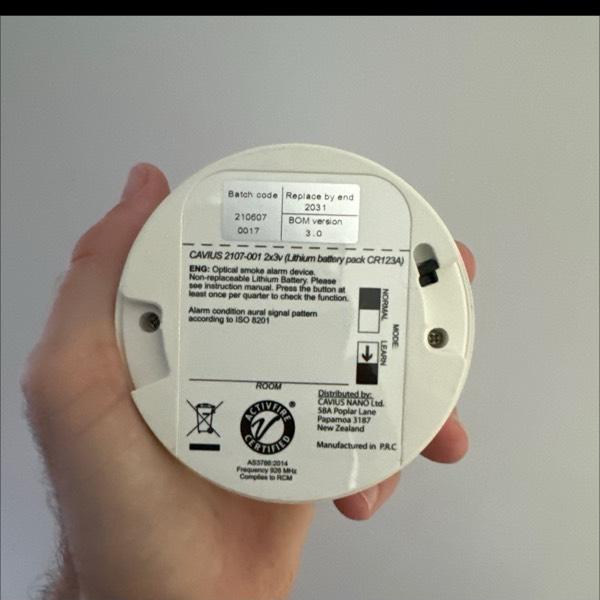 Batch code
210607
0017
Replace by end
2031
BOM version
3.0
CAVIUS 2107-001 2x3v (Lithium battery pack CR123A)
ENG: Optical smoke alarm device.
Non-replaceable Lithium Battery. Please
see instruction manual. Press the button at
least once per quarter to check the function.
Alarm condition aural signal pattern
according to ISO 8201
NORMAL
MODE:
LEARN
ROOM
ACTIVFIRE
®
CERTIFIED
Distributed by:
CAVIUS NANO Ltd.
58A Poplar Lane
Papamoa 3187
New Zealand
Manufactured in P.R.C
AS3786:2014
Frequency 926 MHz
Complies to RCM